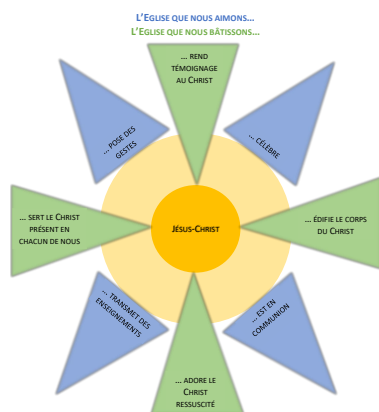 L'EGLISE QUE NOUS AIMONS...
L'EGLISE QUE NOUS BÂTISSONS...
... REND
TÉMOIGNAGE
AU CHRIST
... POSE DES
GESTES
... CÉLÈBRE
... SERT LE CHRIST
PRÉSENT EN
CHACUN DE NOUS
JÉSUS-CHRIST
... ÉDIFIE LE CORPS
DU CHRIST
... TRANSMET DES
ENSEIGNEMENTS
... EST EN
COMMUNION
... ADORE LE
CHRIST
RESSUSCITÉ